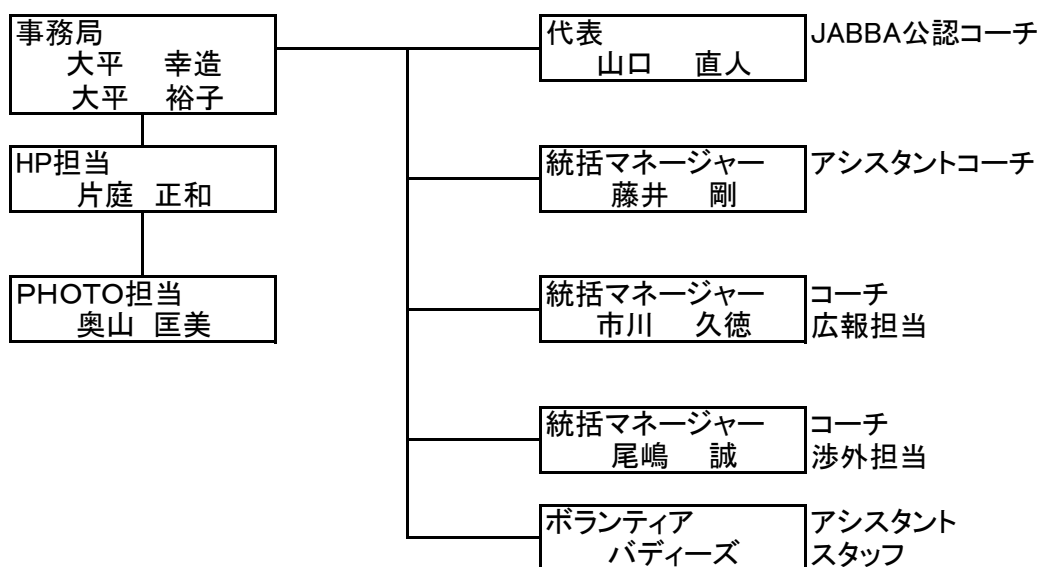 事務局
大平　幸造
大平　裕子
HP担当
片庭　正和
PHOTO担当
奥山　匡美
代表
山口　直人
JABBA公認コーチ
統括マネージャー
藤井　剛
アシスタントコーチ
統括マネージャー
市川　久徳
コーチ
広報担当
統括マネージャー
尾嶋　誠
コーチ
渉外担当
ボランティア
バディーズ
アシスタント
スタッフ